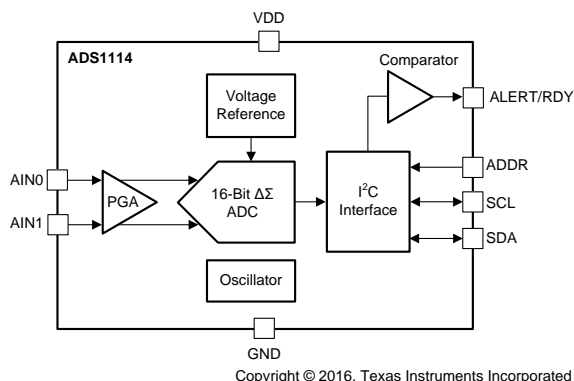 VDD
ADS1114
Comparator
Voltage
Reference
ALERT/RDY
ADDR
AIN0
PGA
16-Bit ΔΣ
ADC
I²C
Interface
SCL
AIN1
SDA
Oscillator
GND
Copyright © 2016, Texas Instruments Incorporated